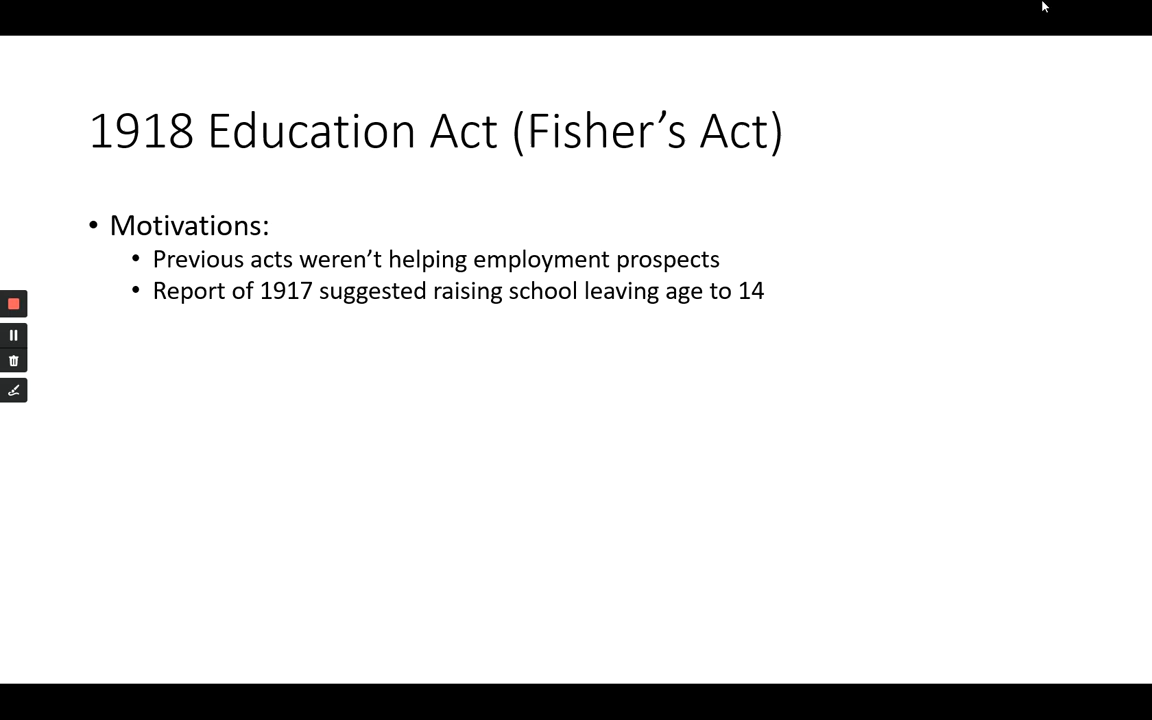 1918 Education Act (Fisher’s Act)
• Motivations:
• Previous acts weren’t helping employment prospects
• Report of 1917 suggested raising school leaving age to 14